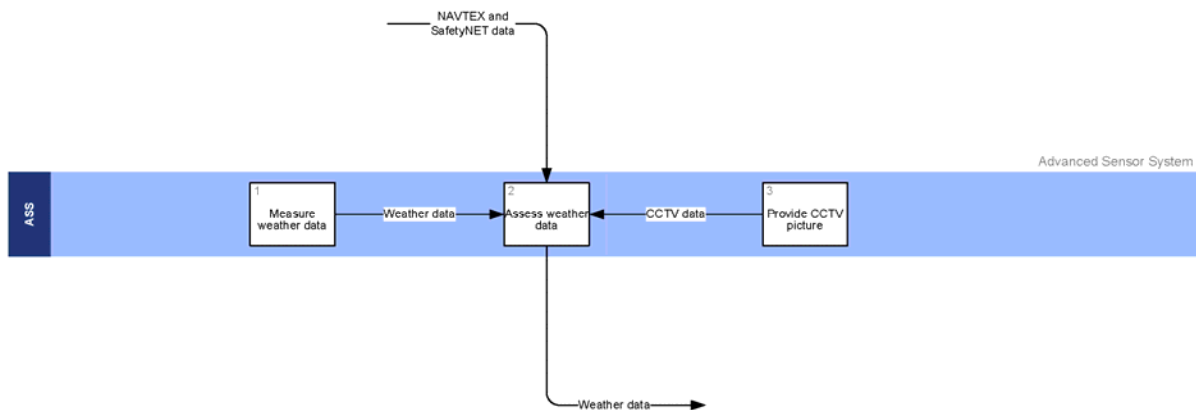 NAVTEX and
SafetyNET data
Advanced Sensor System
ASS
1
Measure
weather data
Weather data
2
Assess weather
data
CCTV data
3
Provide CCTV
picture
Weather data